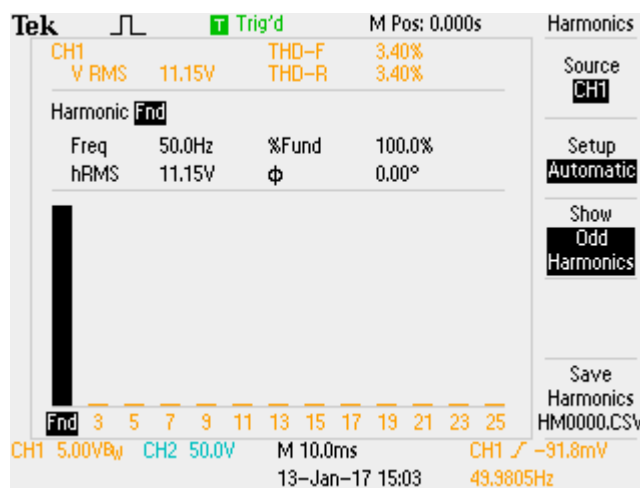 Tek T Trig'd M Pos: 0.000s Harmonics
CH1 THD-F 3.40%
V RMS 11.15V THD-R 3.40%
Source
CH1
Harmonic Fnd
Freq 50.0Hz %Fund 100.0%
hRMS 11.15V ϕ 0.00°
Setup
Automatic
Show
Odd
Harmonics
Save
Harmonics
HM0000.CSV
Fnd 3 5 7 9 11 13 15 17 19 21 23 25
CH1 5.00VBW CH2 50.0V M 10.0ms CH1 -91.8mV
13-Jan-17 15:03 49.9805Hz